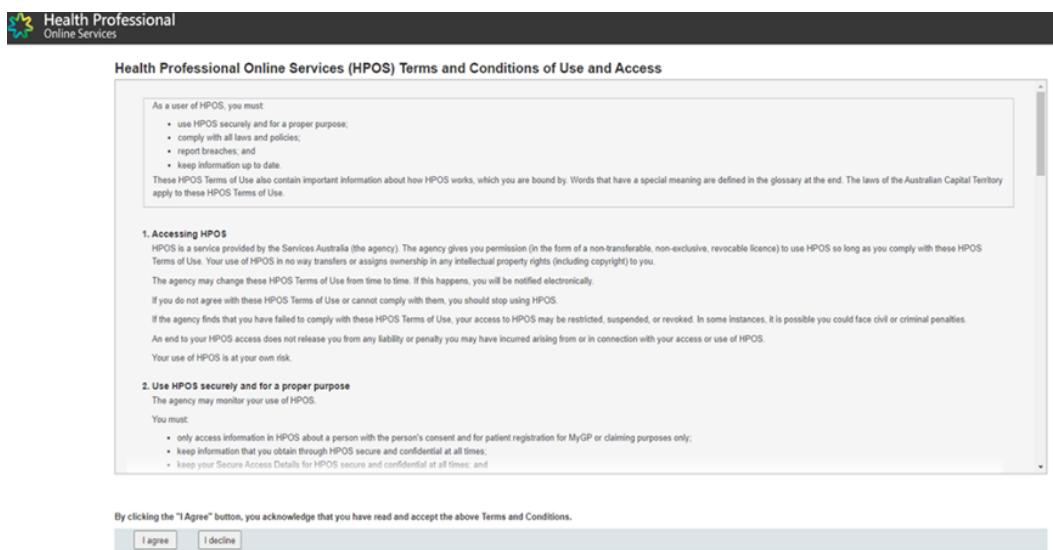 Health Professional
Online Services
Health Professional Online Services (HPOS) Terms and Conditions of Use and Access
As a user of HPOS, you must
• use HPOS securely and for a proper purpose;
• comply with all laws and policies;
• report breaches; and
• keep information up to date.
These HPOS Terms of Use also contain important information about how HPOS works, which you are bound by. Words that have a special meaning are defined in the glossary at the end. The laws of the Australian Capital Territory
apply to these HPOS Terms of Use.
1. Accessing HPOS
HPOS is a service provided by the Services Australia (the agency). The agency gives you permission (in the form of a non-transferable, non-exclusive, revocable licence) to use HPOS so long as you comply with these HPOS
Terms of Use. Your use of HPOS in no way transfers or assigns ownership in any intellectual property rights (including copyright) to you.
The agency may change these HPOS Terms of Use from time to time. If this happens, you will be notified electronically.
If you do not agree with these HPOS Terms of Use or cannot comply with them, you should stop using HPOS.
If the agency finds that you have failed to comply with these HPOS Terms of Use, your access to HPOS may be restricted, suspended, or revoked. In some instances, it is possible you could face civil or criminal penalties.
An end to your HPOS access does not release you from any liability or penalty you may have incurred arising from or in connection with your access or use of HPOS.
Your use of HPOS is at your own risk.
2. Use HPOS securely and for a proper purpose
The agency may monitor your use of HPOS.
You must:
• only access information in HPOS about a person with the person's consent and for patient registration for MyGP or claiming purposes only;
• keep information that you obtain through HPOS secure and confidential at all times;
• keep your Secure Access Details for HPOS secure and confidential at all times; and
By clicking the "I Agree" button, you acknowledge that you have read and accept the above Terms and Conditions.
I agree I decline